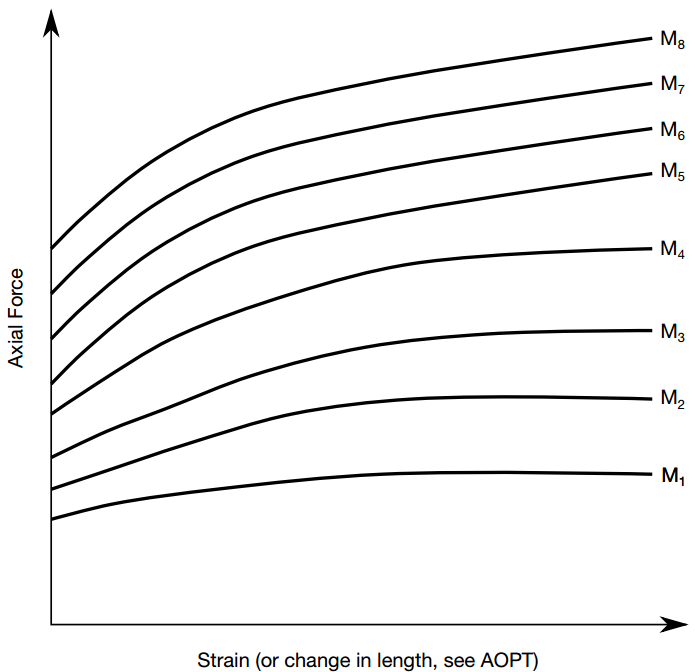 M₈
M₇
M₆
M₅
M₄
M₃
M₂
M₁
Axial Force
Strain (or change in length, see AOPT)